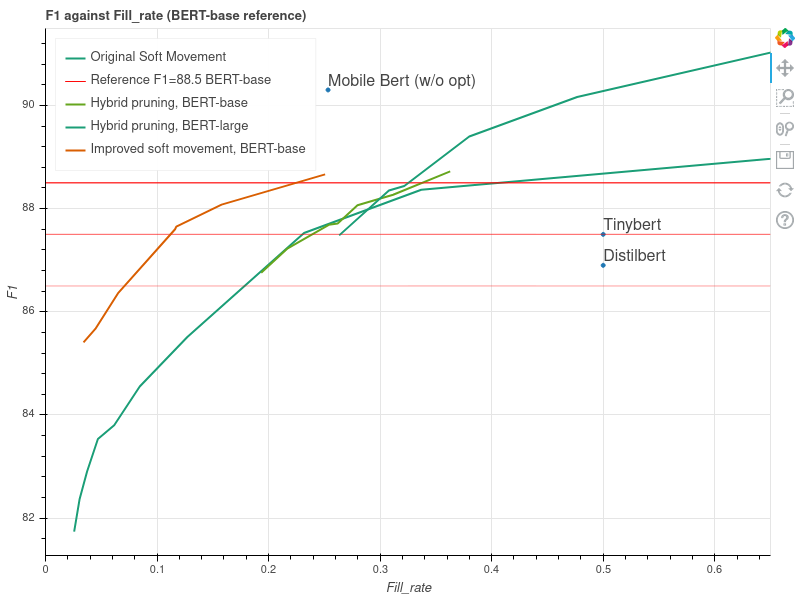 F1 against Fill_rate (BERT-base reference)
Original Soft Movement
Reference F1=88.5 BERT-base
Hybrid pruning, BERT-base
Hybrid pruning, BERT-large
Improved soft movement, BERT-base
Mobile Bert (w/o opt)
Tinybert
Distilbert
F1
90
88
86
84
82
0
0.1
0.2
0.3
0.4
0.5
0.6
Fill_rate